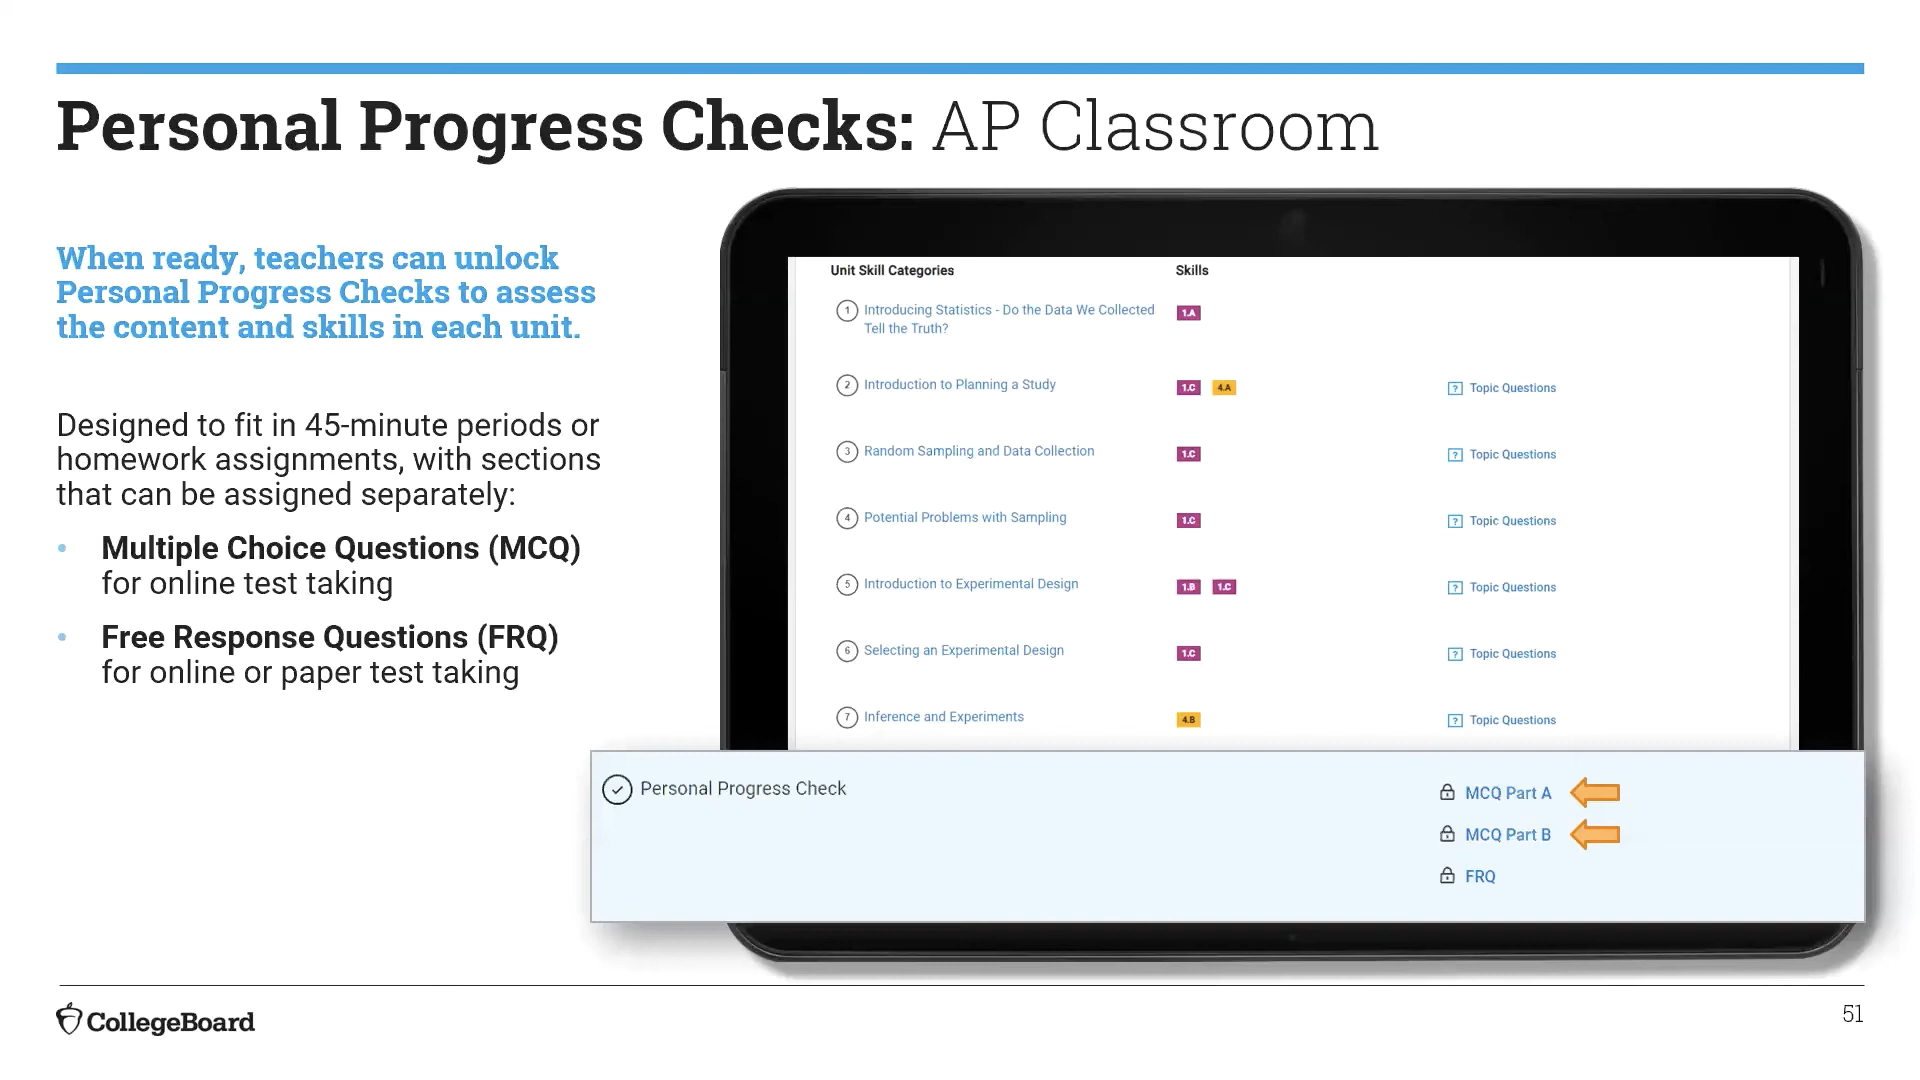 Personal Progress Checks: AP Classroom
When ready, teachers can unlock
Personal Progress Checks to assess
the content and skills in each unit.
Designed to fit in 45-minute periods or
homework assignments, with sections
that can be assigned separately:
• Multiple Choice Questions (MCQ)
for online test taking
• Free Response Questions (FRQ)
for online or paper test taking
Unit Skill Categories Skills
1 Introducing Statistics - Do the Data We Collected 1.A
Tell the Truth?
2 Introduction to Planning a Study 1.C 4.A ? Topic Questions
3 Random Sampling and Data Collection 1.C ? Topic Questions
4 Potential Problems with Sampling 1.C ? Topic Questions
5 Introduction to Experimental Design 1.B 1.C ? Topic Questions
6 Selecting an Experimental Design 1.C ? Topic Questions
7 Inference and Experiments 4.B ? Topic Questions
Personal Progress Check MCQ Part A
MCQ Part B
FRQ
CollegeBoard
51